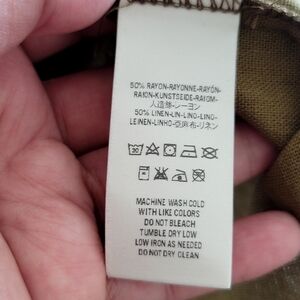 50% RAYON-RAYONNE-RAYÓN-
RAION-KUNSTSEIDE-RAIOM-
人造絲-レーヨン
50% LINEN-LIN-LINO-LINO-
LEINEN-LINHO-亞麻布-リネン
30
MACHINE WASH COLD
WITH LIKE COLORS
DO NOT BLEACH
TUMBLE DRY LOW
LOW IRON AS NEEDED
DO NOT DRY CLEAN